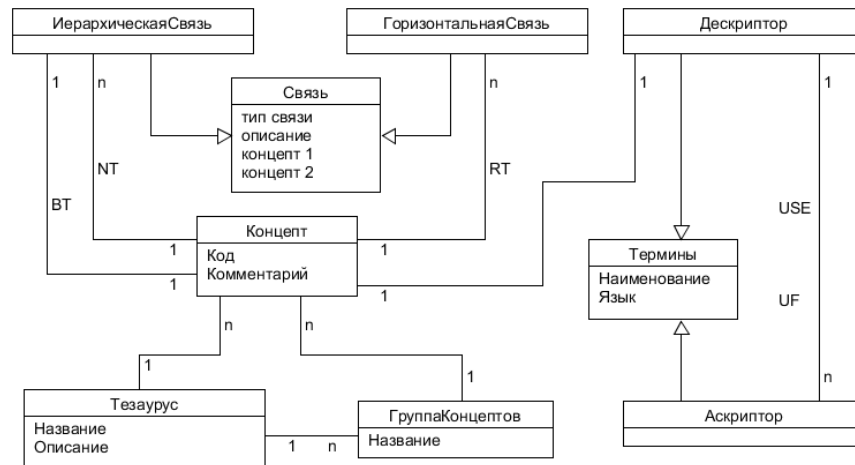 ИерархическаяСвязь
ГоризонтальнаяСвязь
Дескриптор
1
n
n
1
1
Связь
тип связи
описание
концепт 1
концепт 2
NT
RT
BT
USE
Концепт
Код
Комментарий
1
1
1
1
Термины
Наименование
Язык
UF
n
n
1
1
n
Тезаурус
Название
Описание
1
n
ГруппаКонцептов
Название
Аскриптор